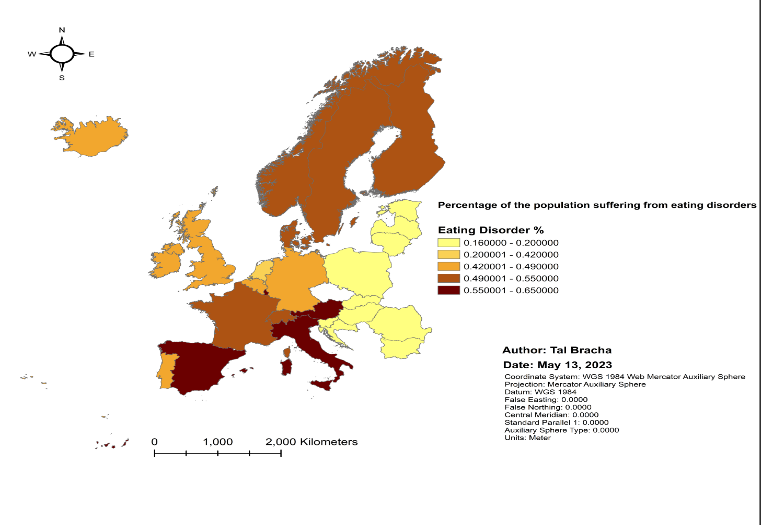 N
W E
S
Percentage of the population suffering from eating disorders
Eating Disorder %
0.160000 - 0.200000
0.200001 - 0.420000
0.420001 - 0.490000
0.490001 - 0.550000
0.550001 - 0.650000
Author: Tal Bracha
Date: May 13, 2023
Coordinate System: WGS 1984 Web Mercator Auxiliary Sphere
Projection: Mercator Auxiliary Sphere
Datum: WGS 1984
False Easting: 0.0000
False Northing: 0.0000
Central Meridian: 0.0000
Standard Parallel 1: 0.0000
Auxiliary Sphere Type: 0.0000
Units: Meter
0 1,000 2,000 Kilometers